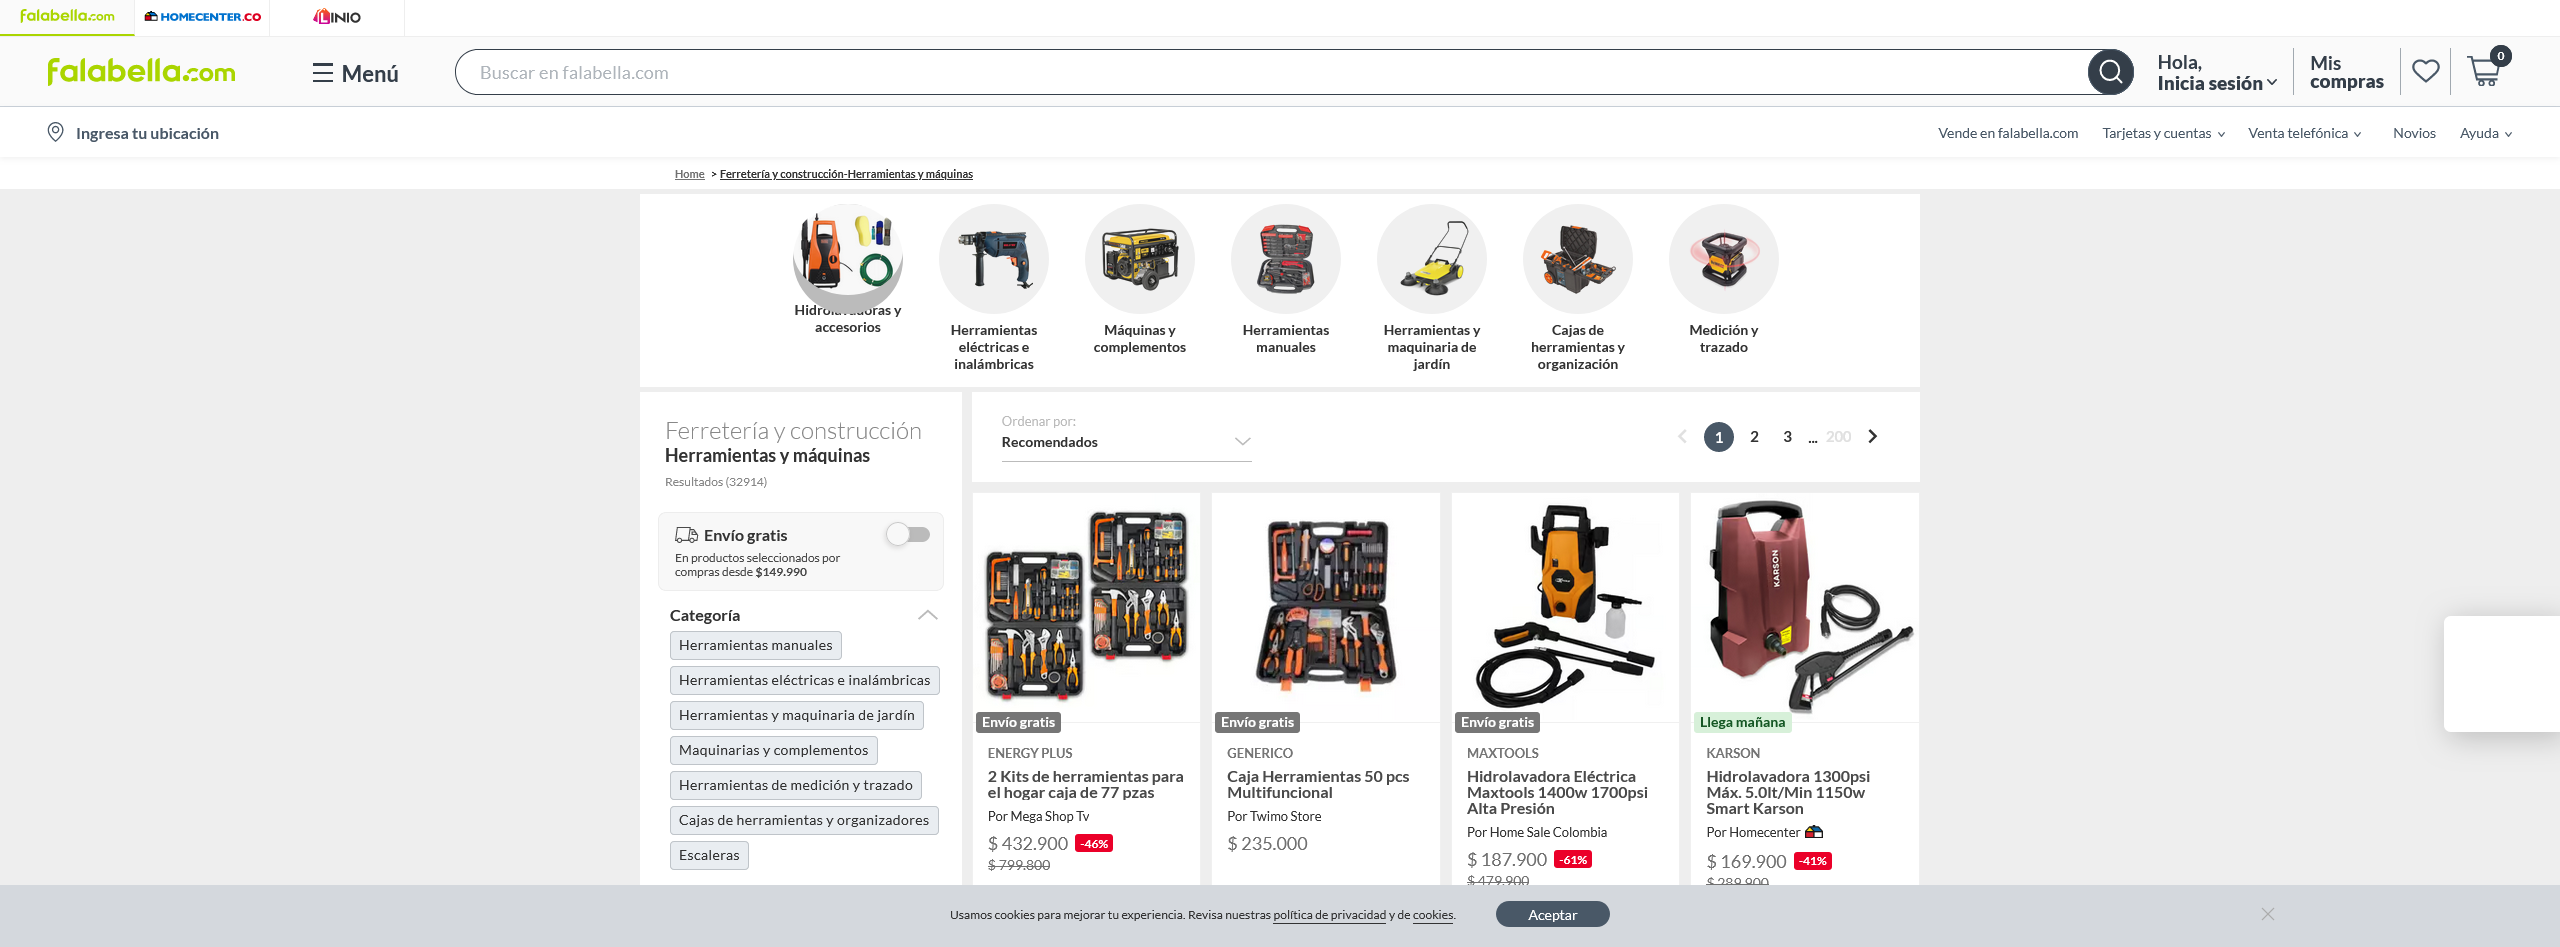 falabella.com
HOMECENTER.CO
LINIO
falabella.com
Menú
Buscar en falabella.com
Hola,
Inicia sesión
Mis
compras
0
Ingresa tu ubicación
Vende en falabella.com
Tarjetas y cuentas
Venta telefónica
Novios
Ayuda
Home > Ferretería y construcción-Herramientas y máquinas
Hidrolavadoras y
accesorios
Herramientas
eléctricas e
inalámbricas
Máquinas y
complementos
Herramientas
manuales
Herramientas y
maquinaria de
jardín
Cajas de
herramientas y
organización
Medición y
trazado
Ferretería y construcción
Herramientas y máquinas
Resultados (32914)
Envío gratis
En productos seleccionados por
compras desde $149.990
Categoría
Herramientas manuales
Herramientas eléctricas e inalámbricas
Herramientas y maquinaria de jardín
Maquinarias y complementos
Herramientas de medición y trazado
Cajas de herramientas y organizadores
Escaleras
Ordenar por:
Recomendados
1 2 3 ... 200
Envío gratis
ENERGY PLUS
2 Kits de herramientas para
el hogar caja de 77 pzas
Por Mega Shop Tv
$ 432.900 -46%
$ 799.800
Envío gratis
GENERICO
Caja Herramientas 50 pcs
Multifuncional
Por Twimo Store
$ 235.000
Envío gratis
MAXTOOLS
Hidrolavadora Eléctrica
Maxtools 1400w 1700psi
Alta Presión
Por Home Sale Colombia
$ 187.900 -61%
$ 479.900
KARSON
Llega mañana
KARSON
Hidrolavadora 1300psi
Máx. 5.0lt/Min 1150w
Smart Karson
Por Homecenter
$ 169.900 -41%
$ 289.900
Usamos cookies para mejorar tu experiencia. Revisa nuestras política de privacidad y de cookies.
Aceptar